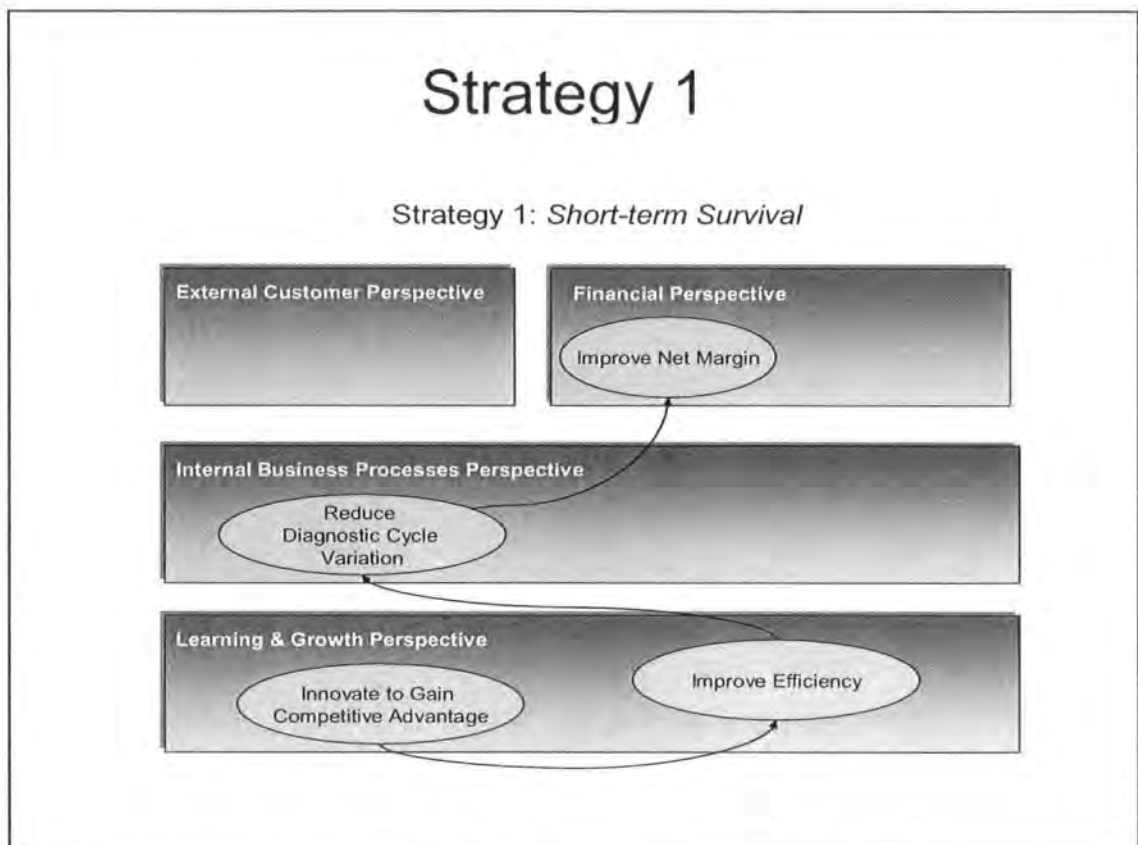 Strategy 1
Strategy 1: Short-term Survival
External Customer Perspective
Financial Perspective
Improve Net Margin
Internal Business Processes Perspective
Reduce
Diagnostic Cycle
Variation
Learning & Growth Perspective
Innovate to Gain
Competitive Advantage
Improve Efficiency